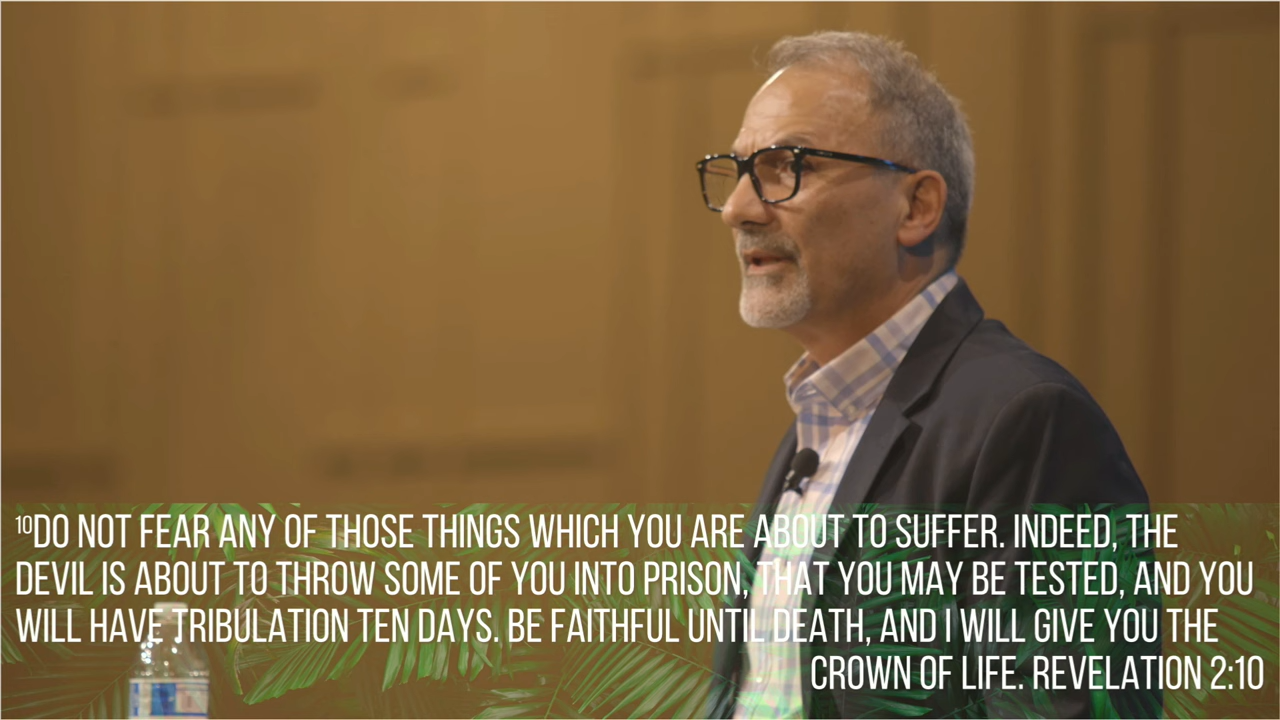 ¹⁰DO NOT FEAR ANY OF THOSE THINGS WHICH YOU ARE ABOUT TO SUFFER. INDEED, THE
DEVIL IS ABOUT TO THROW SOME OF YOU INTO PRISON, THAT YOU MAY BE TESTED, AND YOU
WILL HAVE TRIBULATION TEN DAYS. BE FAITHFUL UNTIL DEATH, AND I WILL GIVE YOU THE
CROWN OF LIFE. REVELATION 2:10